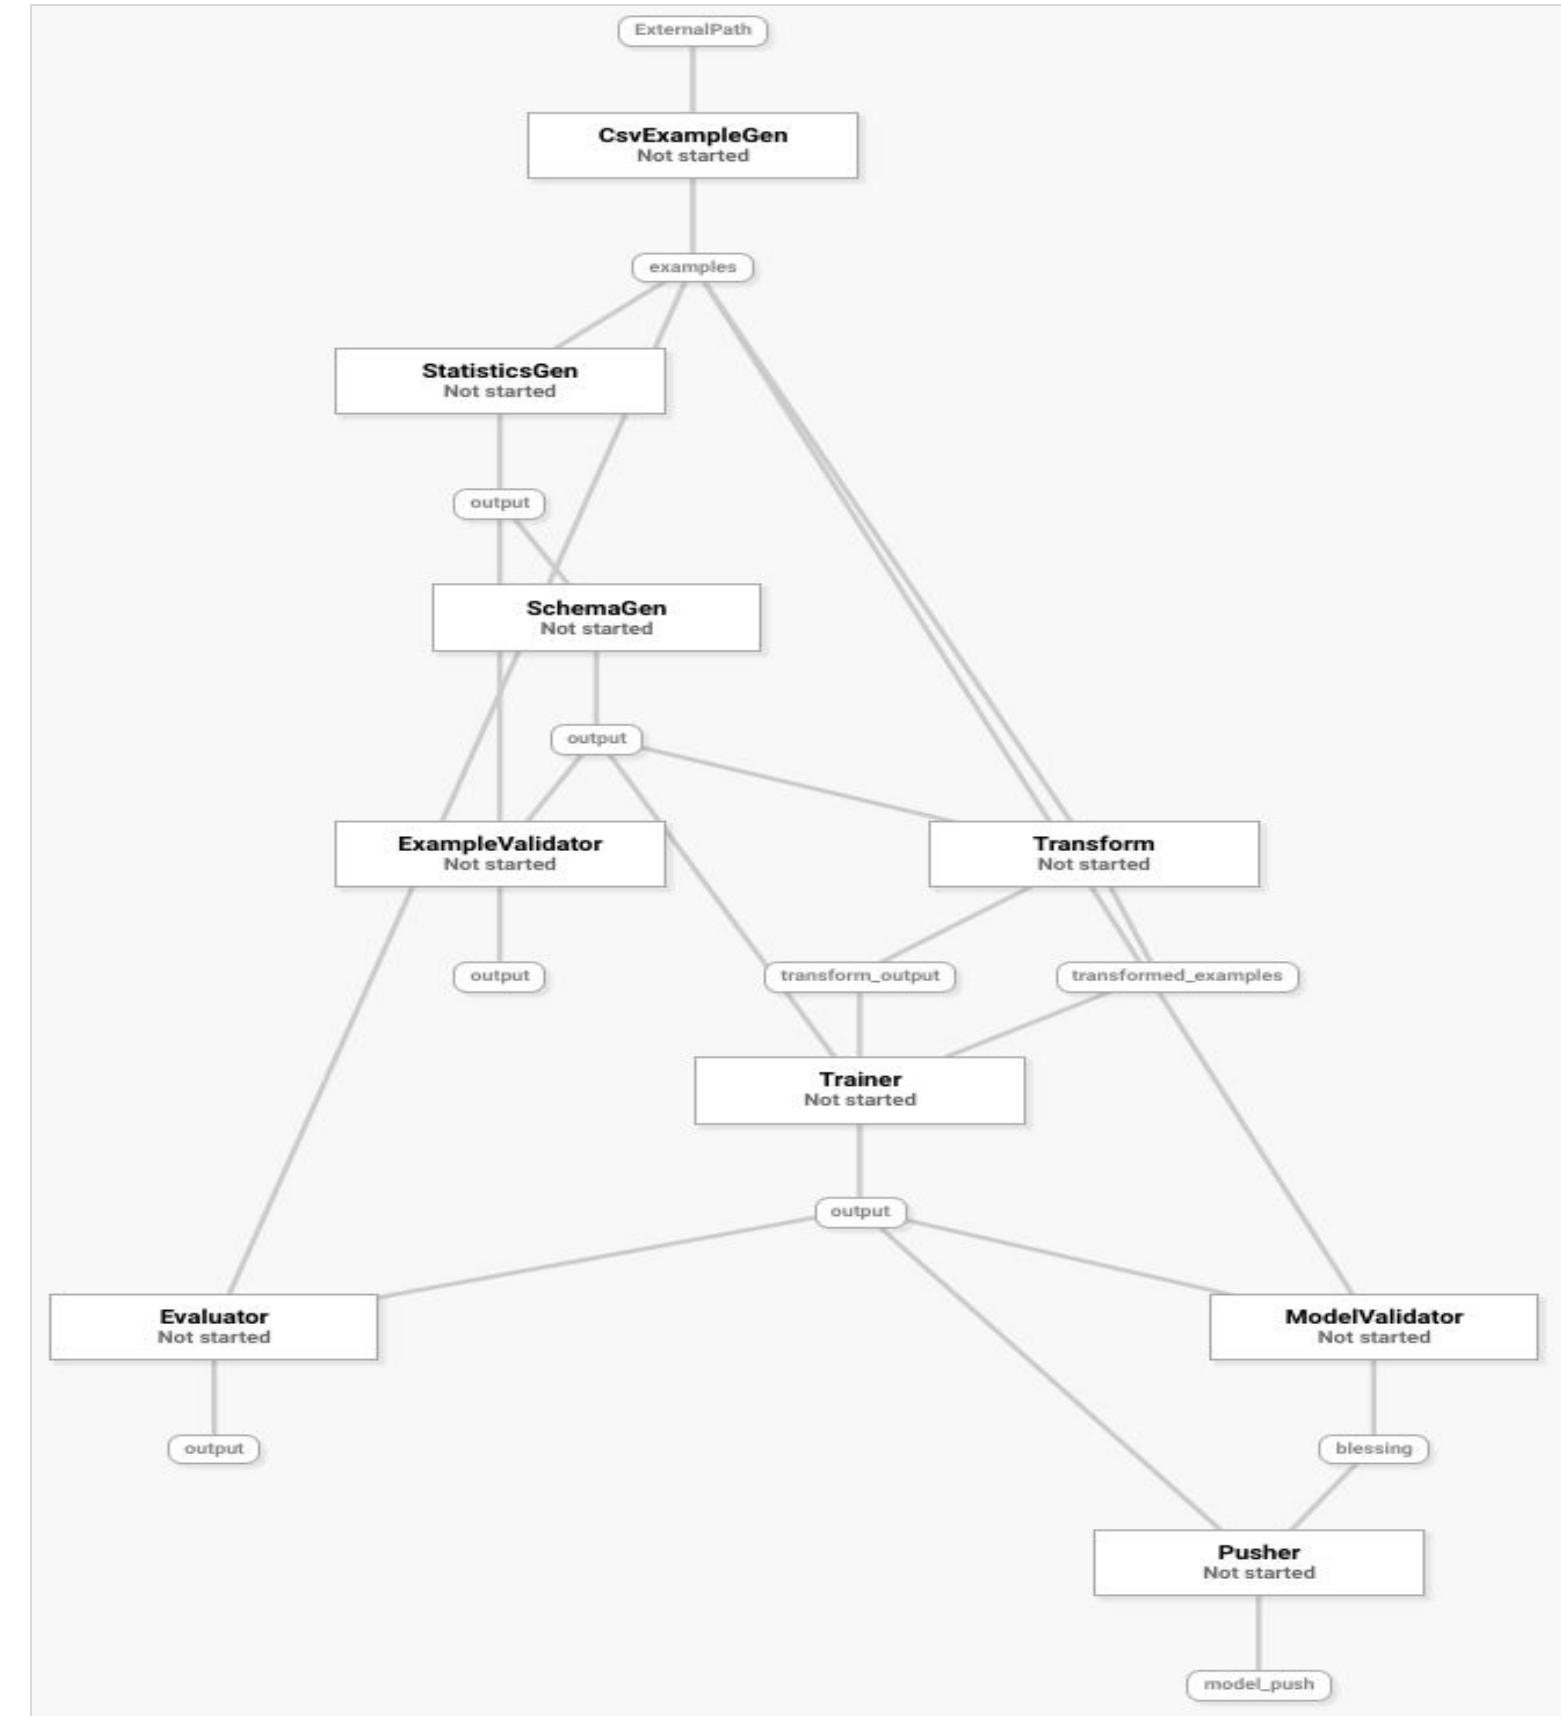 ExternalPath
CsvExampleGen
Not started
examples
StatisticsGen
Not started
output
SchemaGen
Not started
output
ExampleValidator
Not started
Transform
Not started
output
transform_output
transformed_examples
Trainer
Not started
output
Evaluator
Not started
ModelValidator
Not started
output
blessing
Pusher
Not started
model_push